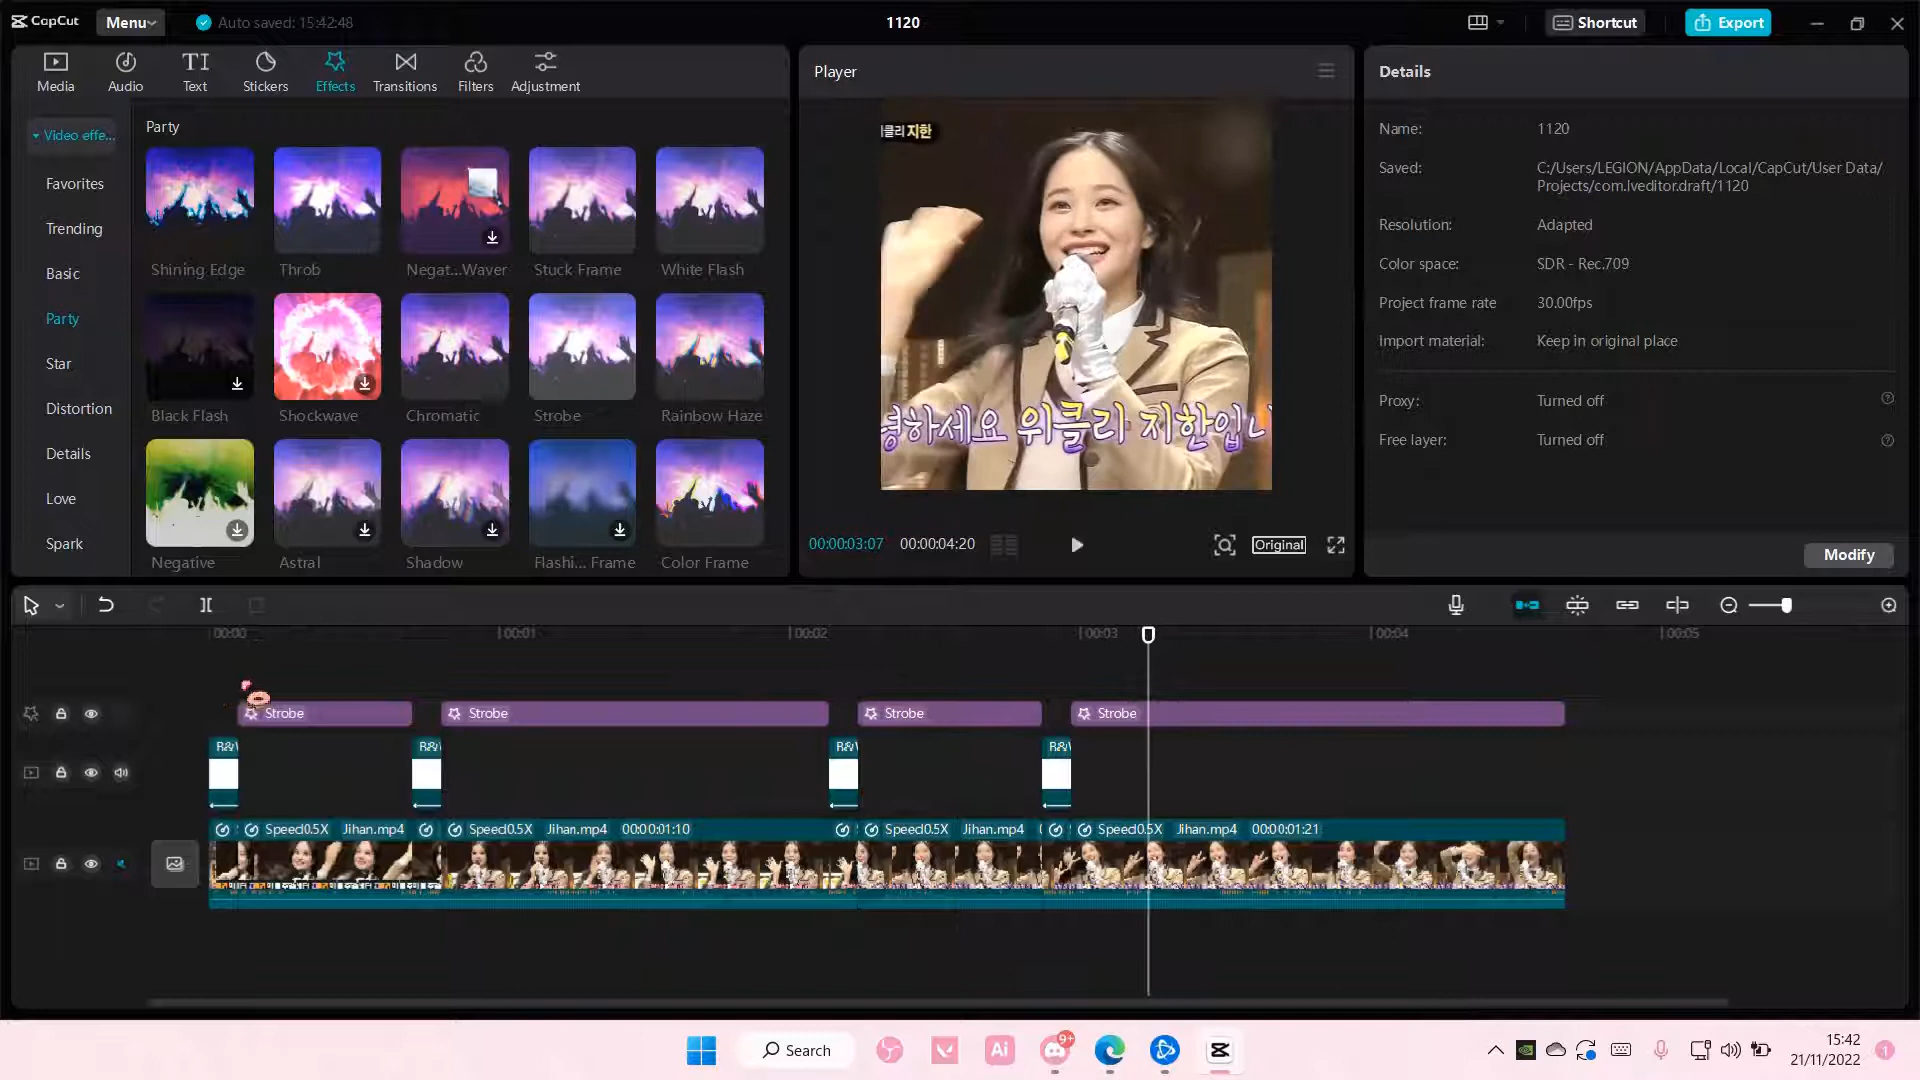 CapCut Menu Auto saved: 15:42:48 1120 Shortcut Export
Media Audio Text Stickers Effects Transitions Filters Adjustment
Video effe...
Favorites
Trending
Basic
Party
Star
Distortion
Details
Love
Spark
Party
Shining Edge Throb Negat...Waver Stuck Frame White Flash
Black Flash Shockwave Chromatic Strobe Rainbow Haze
Negative Astral Shadow Flashi... Frame Color Frame
Player
클리 지한
하세요 위클리 지한입니
00:00:03:07 00:00:04:20 Original
Details
Name: 1120
Saved: C:/Users/LEGION/AppData/Local/CapCut/User Data/
Projects/com.lveditor.draft/1120
Resolution: Adapted
Color space: SDR - Rec.709
Project frame rate 30.00fps
Import material: Keep in original place
Proxy: Turned off
Free layer: Turned off
Modify
00:00 00:01 00:02 00:03 00:04 00:05
Strobe Strobe Strobe Strobe
B&W B&W B&W B&W
Speed0.5X Jihan.mp4 Speed0.5X Jihan.mp4 00:00:01:10 Speed0.5X Jihan.mp4 Speed0.5X Jihan.mp4 00:00:01:21
Search Ai 9+
15:42
21/11/2022 1